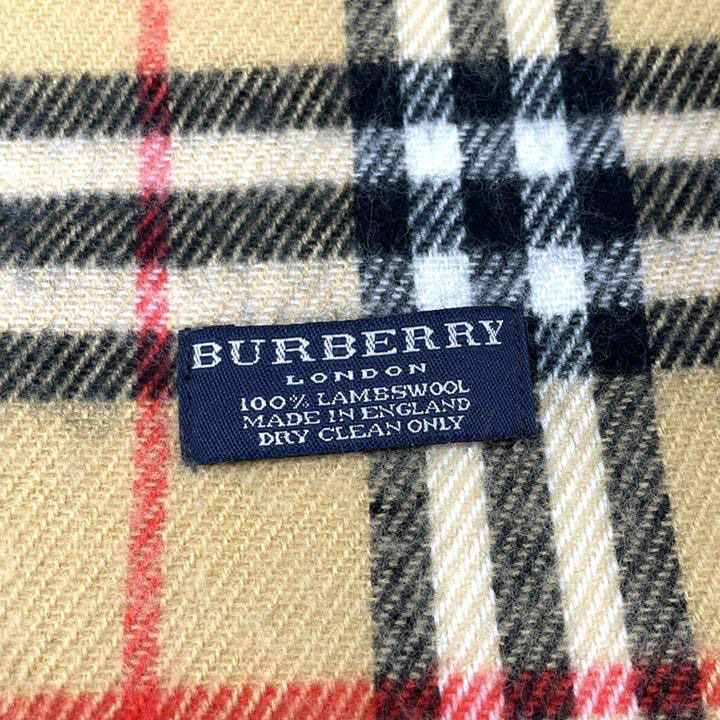 BURBERRY
LONDON
100% LAMBSWOOL
MADE IN ENGLAND
DRY CLEAN ONLY